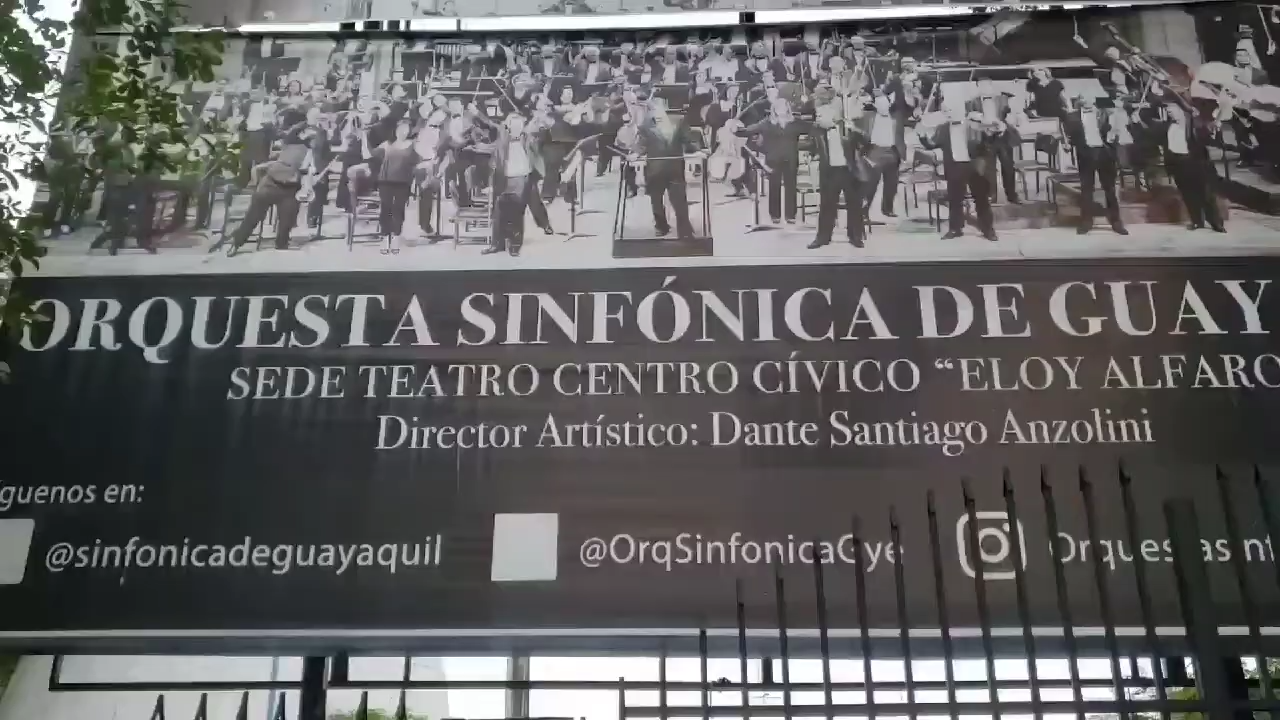 ORQUESTA SINFÓNICA DE GUAY
SEDE TEATRO CENTRO CÍVICO “ELOY ALFARO
Director Artístico: Dante Santiago Anzolini
íguenos en:
@sinfonicadeguayaquil @OrqSinfonicaGye